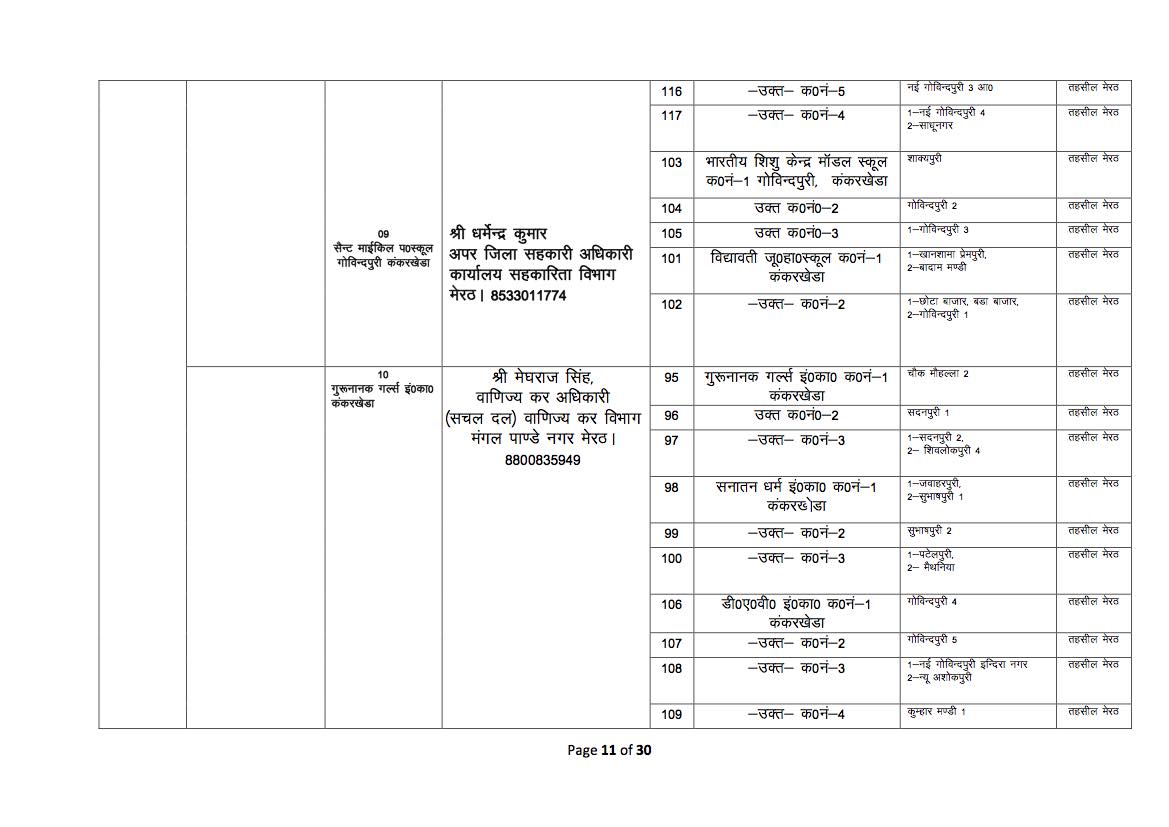 116 –उक्त– क0नं–5 नई गोविन्दपुरी 3 आ0 तहसील मेरठ
117 –उक्त– क0नं–4 1–नई गोविन्दपुरी 4 तहसील मेरठ
2–साधूनगर
09
सैन्ट माईकिल प0स्कूल
गोविन्दपुरी कंकरखेडा
श्री धर्मेन्द्र कुमार
अपर जिला सहकारी अधिकारी
कार्यालय सहकारिता विभाग
मेरठ। 8533011774
103 भारतीय शिशु केन्द्र मॉडल स्कूल शाक्यपुरी तहसील मेरठ
क0नं–1 गोविन्दपुरी, कंकरखेडा
104 उक्त क0नं0–2 गोविन्दपुरी 2 तहसील मेरठ
105 उक्त क0नं0–3 1–गोविन्दपुरी 3 तहसील मेरठ
101 विद्यावती जू0हा0स्कूल क0नं–1 1–खानशामा प्रेमपुरी, तहसील मेरठ
कंकरखेडा 2–बादाम मण्डी
102 –उक्त– क0नं–2 1–छोटा बाजार, बडा बाजार, तहसील मेरठ
2–गोविन्दपुरी 1
10
गुरूनानक गर्ल्स इं0का0
कंकरखेडा
श्री मेघराज सिंह,
वाणिज्य कर अधिकारी
(सचल दल) वाणिज्य कर विभाग
मंगल पाण्डे नगर मेरठ।
8800835949
95 गुरूनानक गर्ल्स इं0का0 क0नं–1 चौक मौहल्ला 2 तहसील मेरठ
कंकरखेडा
96 उक्त क0नं0–2 सदनपुरी 1 तहसील मेरठ
97 –उक्त– क0नं–3 1–सदनपुरी 2, तहसील मेरठ
2– शिवलोकपुरी 4
98 सनातन धर्म इं0का0 क0नं–1 1–जवाहरपुरी, तहसील मेरठ
कंकरख्ेाडा 2–सुभाषपुरी 1
99 –उक्त– क0नं–2 सुभाषपुरी 2 तहसील मेरठ
100 –उक्त– क0नं–3 1–पटेलपुरी, तहसील मेरठ
2– मैथनिया
106 डी0ए0वी0 इं0का0 क0नं–1 गोविन्दपुरी 4 तहसील मेरठ
कंकरखेडा
107 –उक्त– क0नं–2 गोविन्दपुरी 5 तहसील मेरठ
108 –उक्त– क0नं–3 1–नई गोविन्दपुरी इन्दिरा नगर तहसील मेरठ
2–न्यू अशोकपुरी
109 –उक्त– क0नं–4 कुम्हार मण्डी 1 तहसील मेरठ
Page 11 of 30